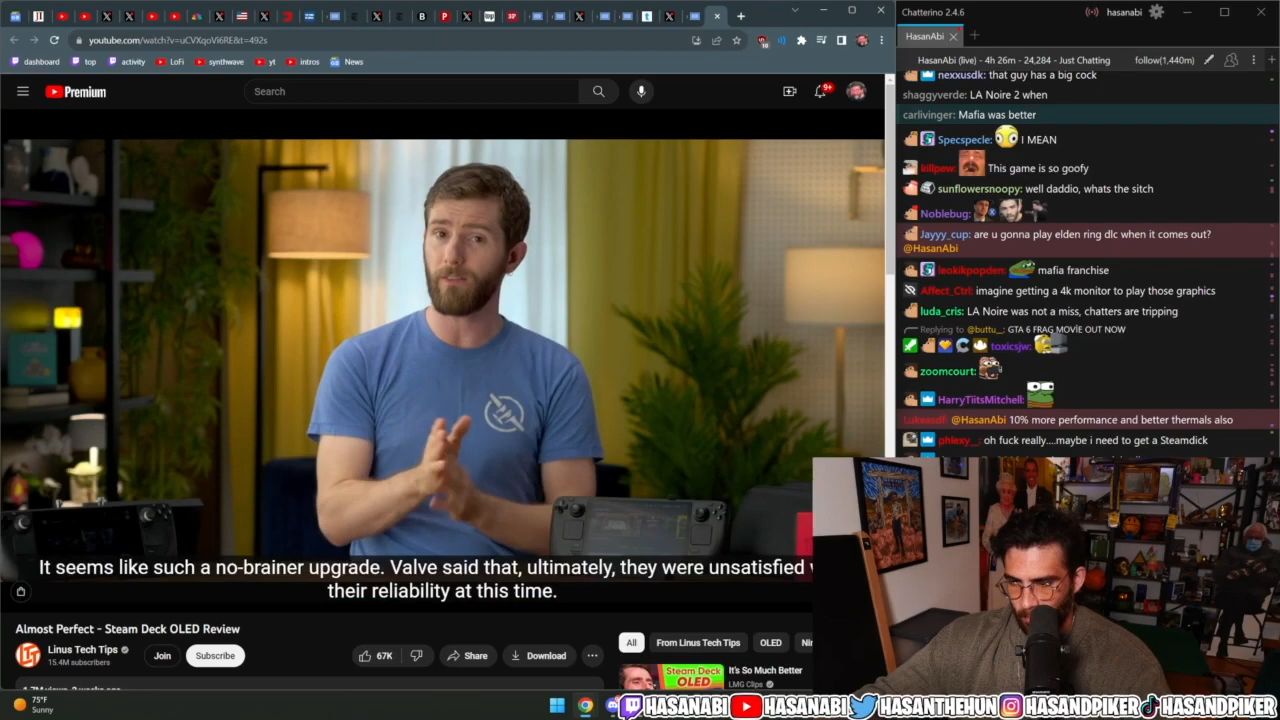 youtube.com/watch?v=uCVXqoVi6RE&t=492s
dashboard
top
activity
LoFi
synthwave
yt
intros
News
Premium
Search
9+
It seems like such a no-brainer upgrade. Valve said that, ultimately, they were unsatisfied
their reliability at this time.
Almost Perfect - Steam Deck OLED Review
Linus Tech Tips
15.4M subscribers
Join
Subscribe
67K
Share
Download
All
From Linus Tech Tips
OLED
Steam Deck
OLED
It's So Much Better
LMG Clips
75°F
Sunny
Chatterino 2.4.6
hasanabi
HasanAbi
HasanAbi (live) - 4h 26m - 24,284 - Just Chatting
follow(1,440m)
nexxusdk: that guy has a big cock
shaggyverde: LA Noire 2 when
carlivinger: Mafia was better
Specspecle: I MEAN
killpew: This game is so goofy
sunflowersnoopy: well daddio, whats the sitch
Noblebug:
Jayyy_cup: are u gonna play elden ring dlc when it comes out?
@HasanAbi
leokikpopden: mafia franchise
Affect_Ctrl: imagine getting a 4k monitor to play those graphics
luda_cris: LA Noire was not a miss, chatters are tripping
Replying to @buttu__: GTA 6 FRAG MOVİE OUT NOW
toxicsjw:
zoomcourt:
HarryTiitsMitchell:
Lukeasdf: @HasanAbi 10% more performance and better thermals also
phlexy__: oh fuck really....maybe i need to get a Steamdick
HASANABI
HASANABI
HASANTHEHUN
HASANDPIKER
HASANDPIKER